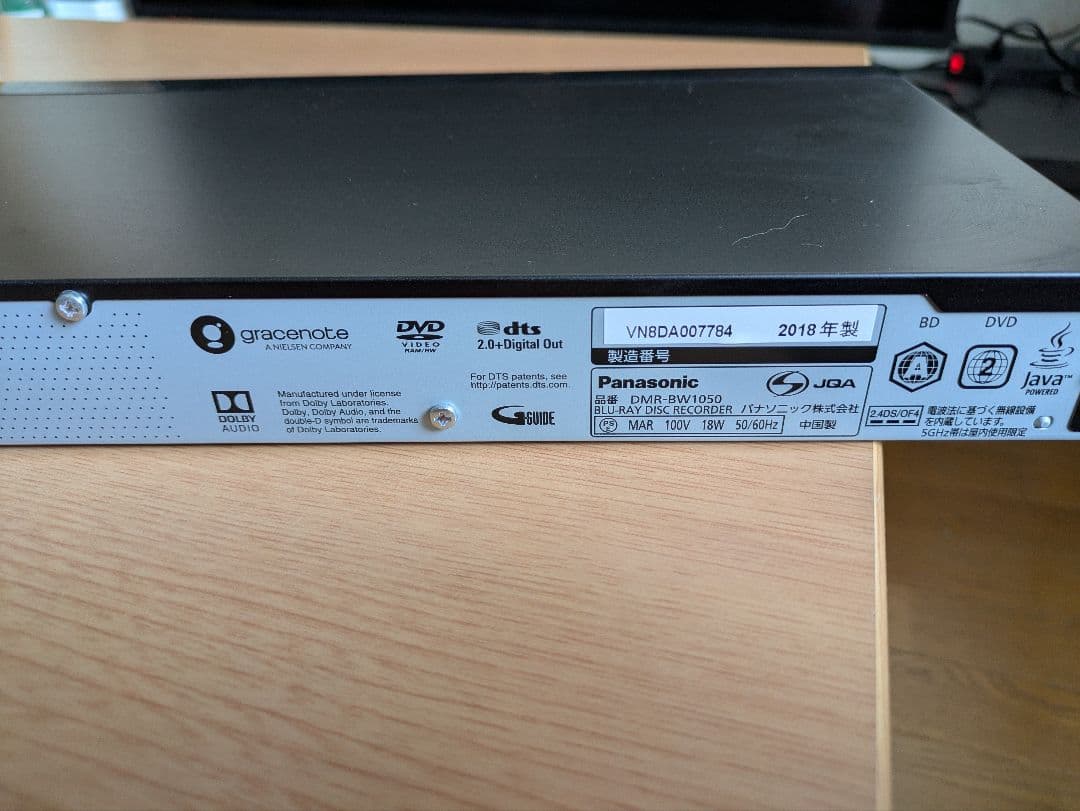 gracenote
A NIELSEN COMPANY
DVD
VIDEO
RAM/RW
dts
2.0+Digital Out
For DTS patents, see
http://patents.dts.com.
DOLBY
AUDIO
Manufactured under license
from Dolby Laboratories.
Dolby, Dolby Audio, and the
double-D symbol are trademarks
of Dolby Laboratories.
G-GUIDE
VN8DA007784 2018年製
製造番号
Panasonic JQA
品番 DMR-BW1050
BLU-RAY DISC RECORDER パナソニック株式会社
PSE MAR 100V 18W 50/60Hz 中国製
BD DVD
A 2
Java™
POWERED
2.4DS/OF4
電波法に基づく無線設備
を内蔵しています。
5GHz帯は屋内使用限定